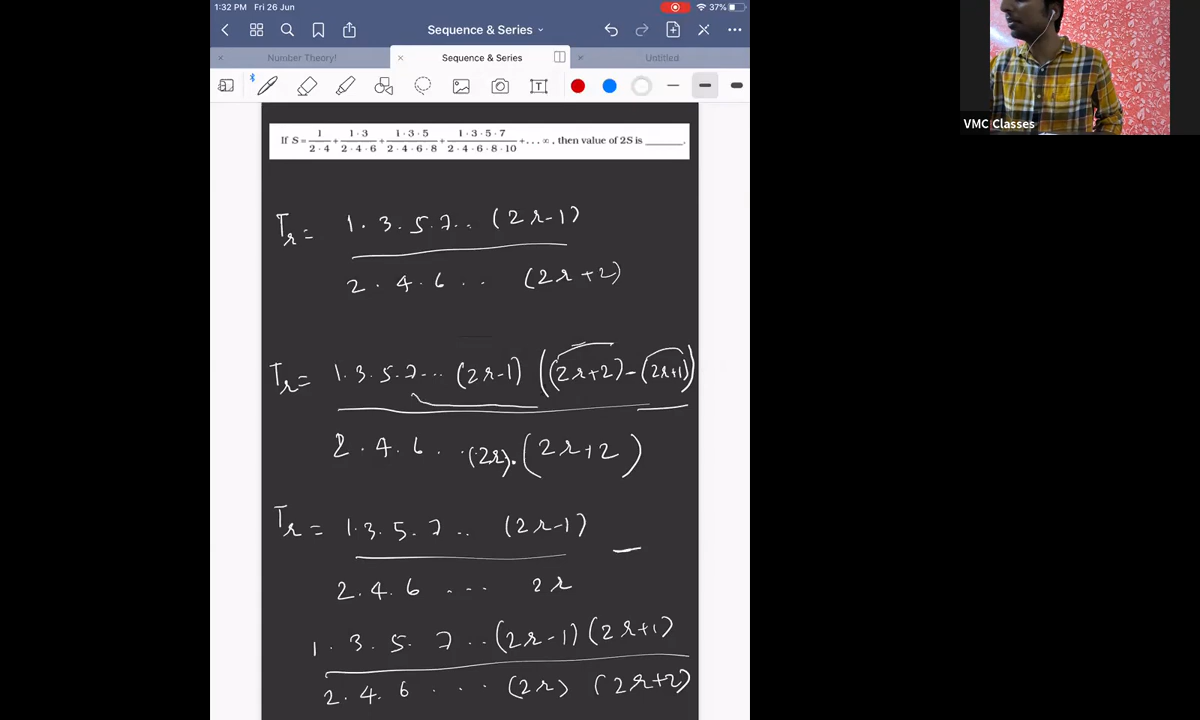 1:32 PM Fri 26 Jun 37%
Sequence & Series
Number Theory! Sequence & Series Untitled
T
VMC Classes
If S = 1/(2·4) + (1·3)/(2·4·6) + (1·3·5)/(2·4·6·8) + (1·3·5·7)/(2·4·6·8·10) + ... ∞, then value of 2S is ______.
T_r = 1·3·5·7.. (2r-1)
2·4·6.. (2r+2)
T_r = 1·3·5·7... (2r-1) ((2r+2)-(2r+1))
2·4·6.. (2r)·(2r+2)
T_r = 1·3·5·7.. (2r-1) —
2·4·6 ... 2r
1·3·5·7..(2r-1)(2r+1)
2·4·6 ... (2r) (2r+2)